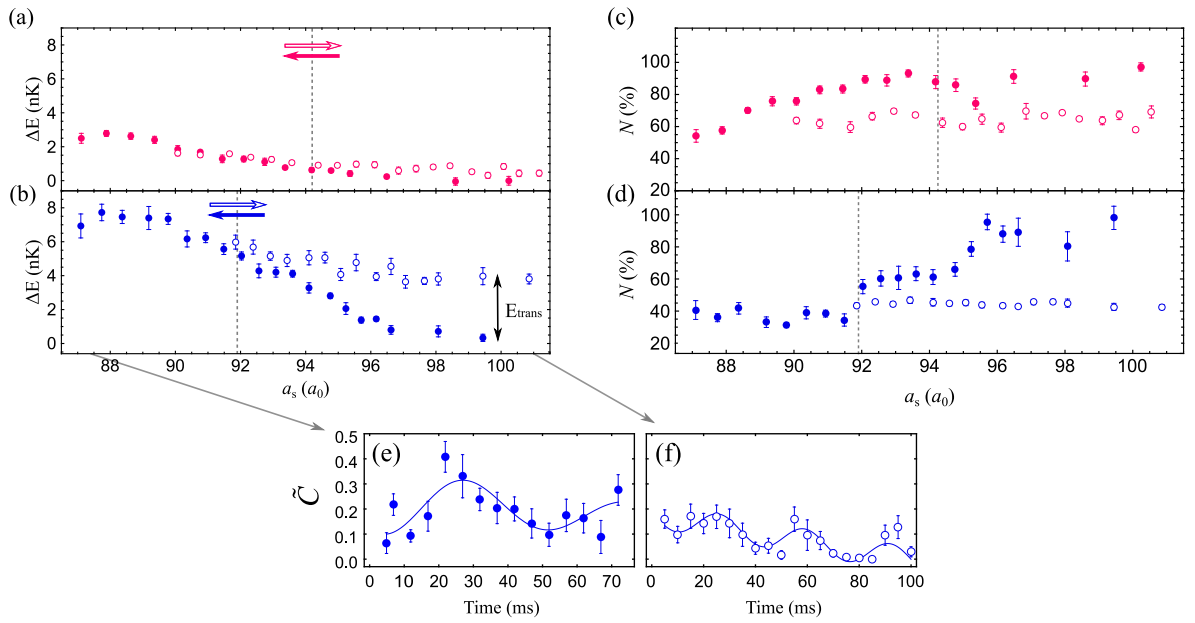 (a)
ΔE (nK)
8
6
4
2
0
(b)
ΔE (nK)
8
6
4
2
0
E_trans
88 90 92 94 96 98 100
a_s (a_0)
(c)
N (%)
100
80
60
40
20
(d)
N (%)
100
80
60
40
20
88 90 92 94 96 98 100
a_s (a_0)
(e)
C̃
0.5
0.4
0.3
0.2
0.1
0.0
0 10 20 30 40 50 60 70
Time (ms)
(f)
0 20 40 60 80 100
Time (ms)